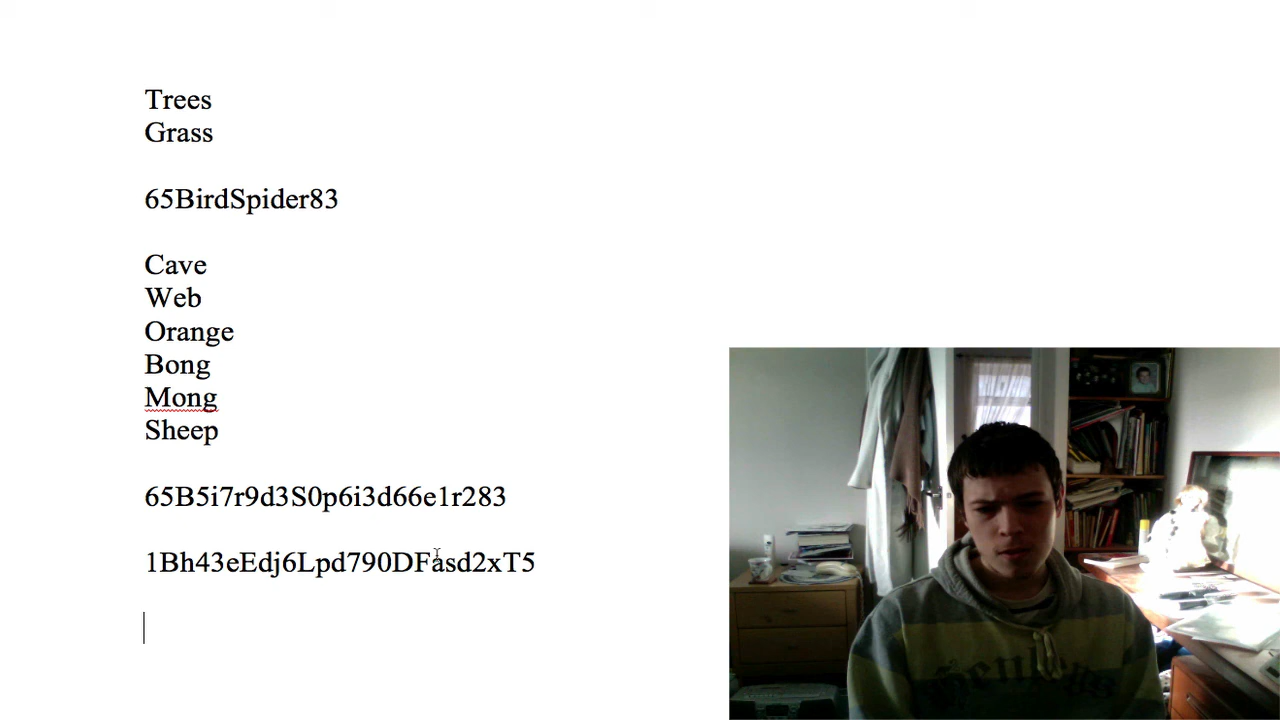 Trees
Grass
65BirdSpider83
Cave
Web
Orange
Bong
Mong
Sheep
65B5i7r9d3S0p6i3d66e1r283
1Bh43eEdj6Lpd790DFasd2xT5